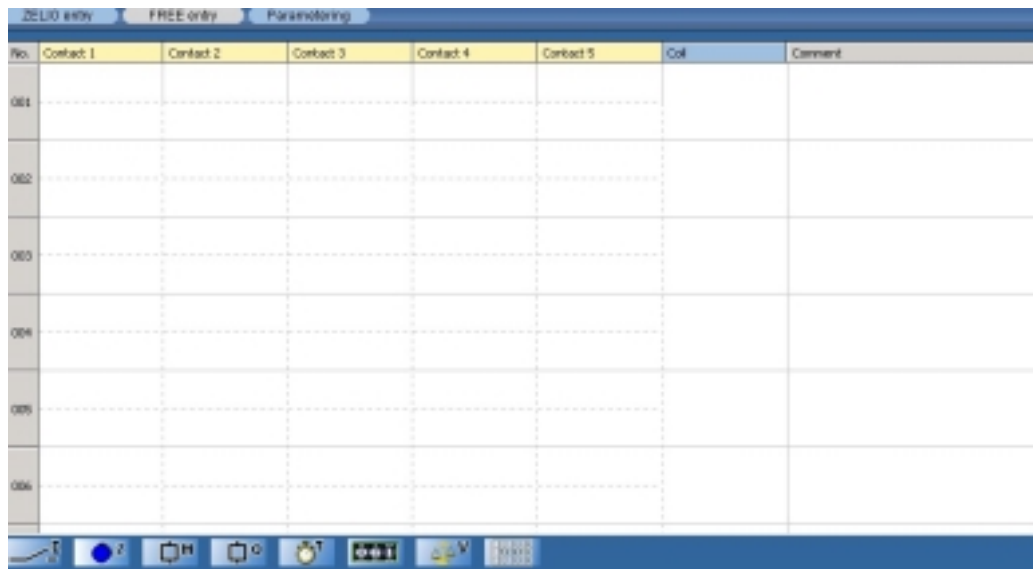 ZELIO entry FREE entry Parametering
No. Contact 1 Contact 2 Contact 3 Contact 4 Contact 5 Coil Comment
001
002
003
004
005
006
I Z M Q T V